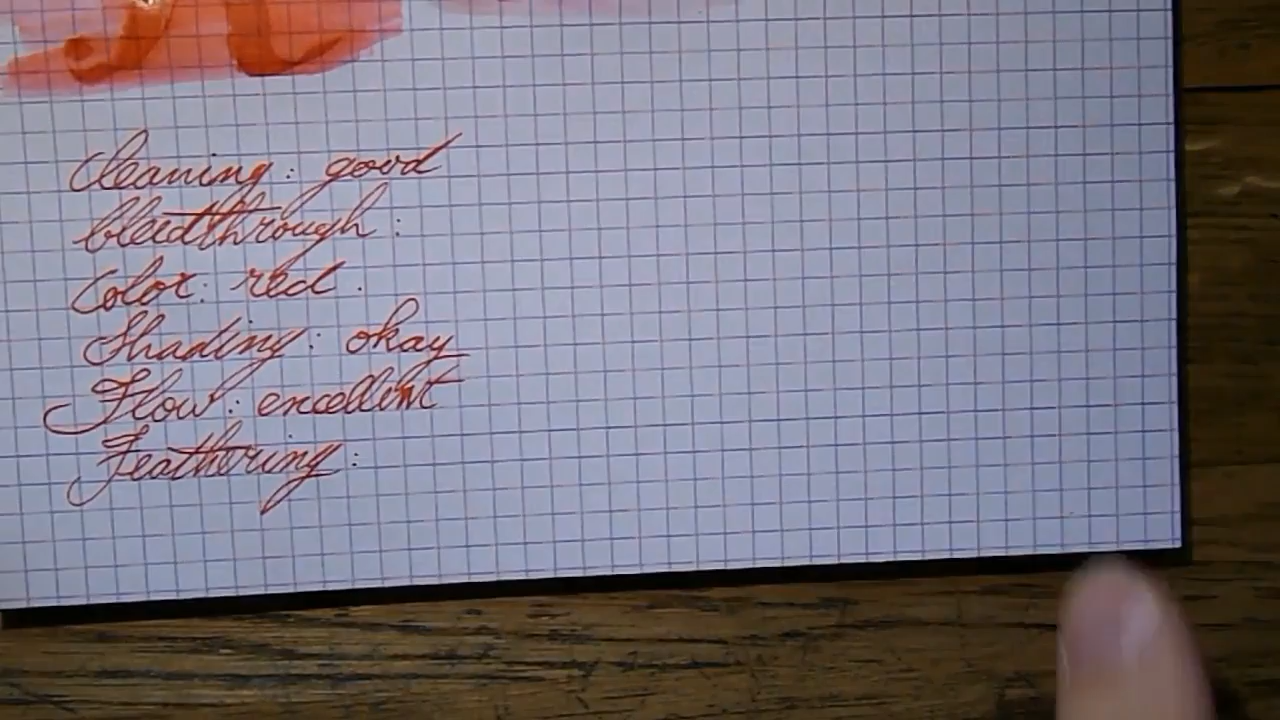 Cleaning: good
bleedthrough:
Color: red.
Shading: okay
Flow: excellent
Feathering: